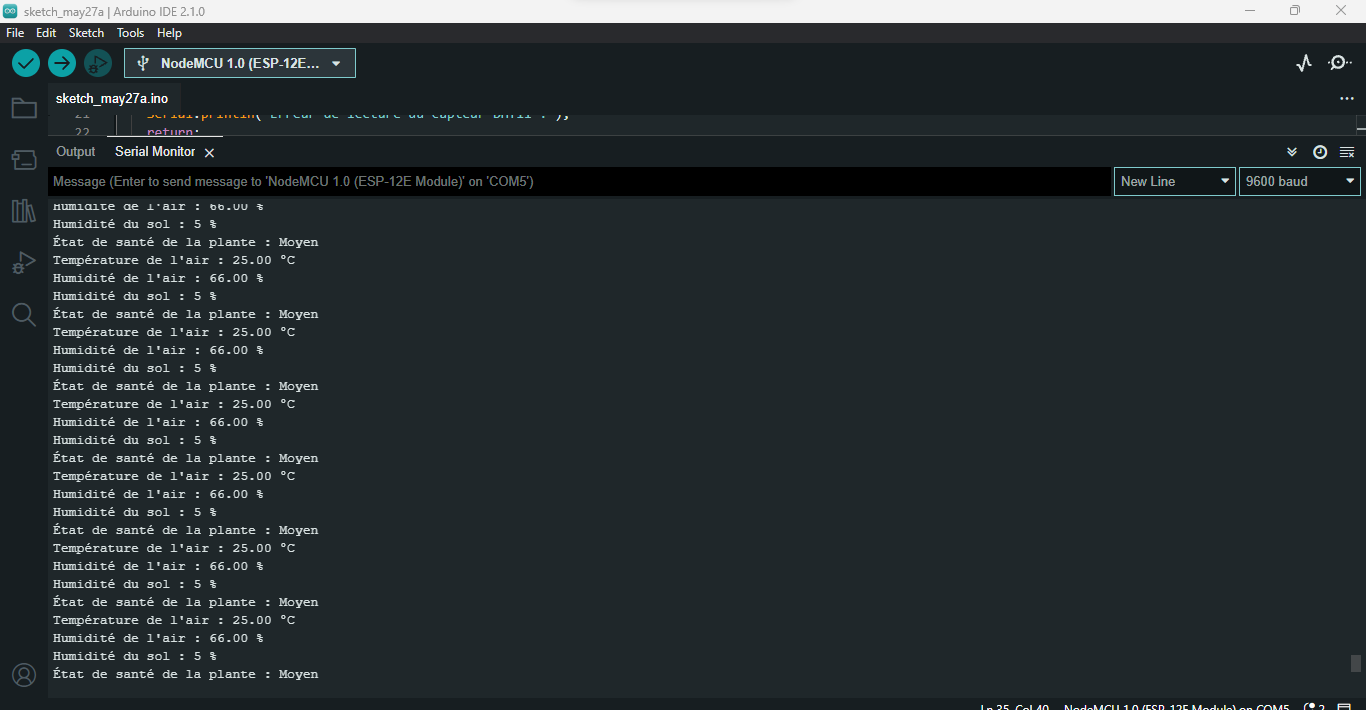 sketch_may27a | Arduino IDE 2.1.0
File Edit Sketch Tools Help
NodeMCU 1.0 (ESP-12E...
sketch_may27a.ino
21 Serial.println("Erreur de lecture du capteur DHT11 !");
22 return;
Output Serial Monitor
Message (Enter to send message to 'NodeMCU 1.0 (ESP-12E Module)' on 'COM5')
New Line
9600 baud
Humidité de l'air : 66.00 %
Humidité du sol : 5 %
État de santé de la plante : Moyen
Température de l'air : 25.00 °C
Humidité de l'air : 66.00 %
Humidité du sol : 5 %
État de santé de la plante : Moyen
Température de l'air : 25.00 °C
Humidité de l'air : 66.00 %
Humidité du sol : 5 %
État de santé de la plante : Moyen
Température de l'air : 25.00 °C
Humidité de l'air : 66.00 %
Humidité du sol : 5 %
État de santé de la plante : Moyen
Température de l'air : 25.00 °C
Humidité de l'air : 66.00 %
Humidité du sol : 5 %
État de santé de la plante : Moyen
Température de l'air : 25.00 °C
Humidité de l'air : 66.00 %
Humidité du sol : 5 %
État de santé de la plante : Moyen
Température de l'air : 25.00 °C
Humidité de l'air : 66.00 %
Humidité du sol : 5 %
État de santé de la plante : Moyen
Ln 35, Col 40 NodeMCU 1.0 (ESP-12E Module) on COM5 2